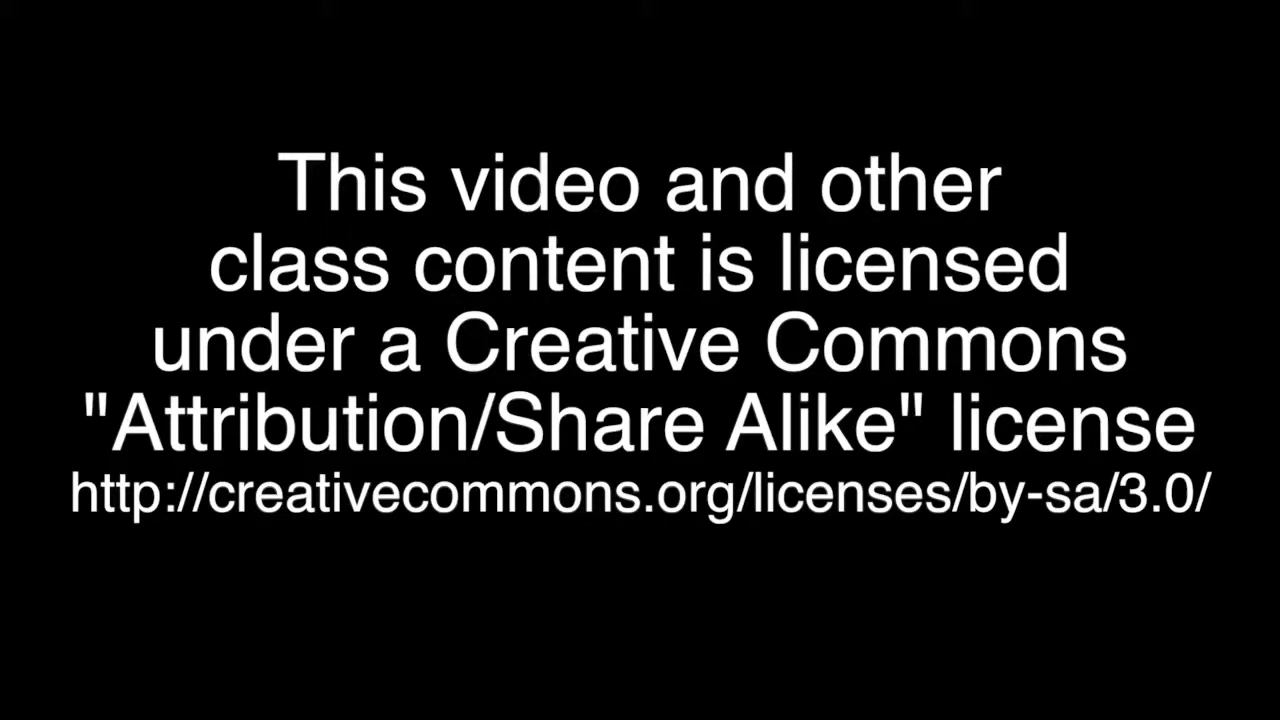 This video and other
class content is licensed
under a Creative Commons
"Attribution/Share Alike" license
http://creativecommons.org/licenses/by-sa/3.0/